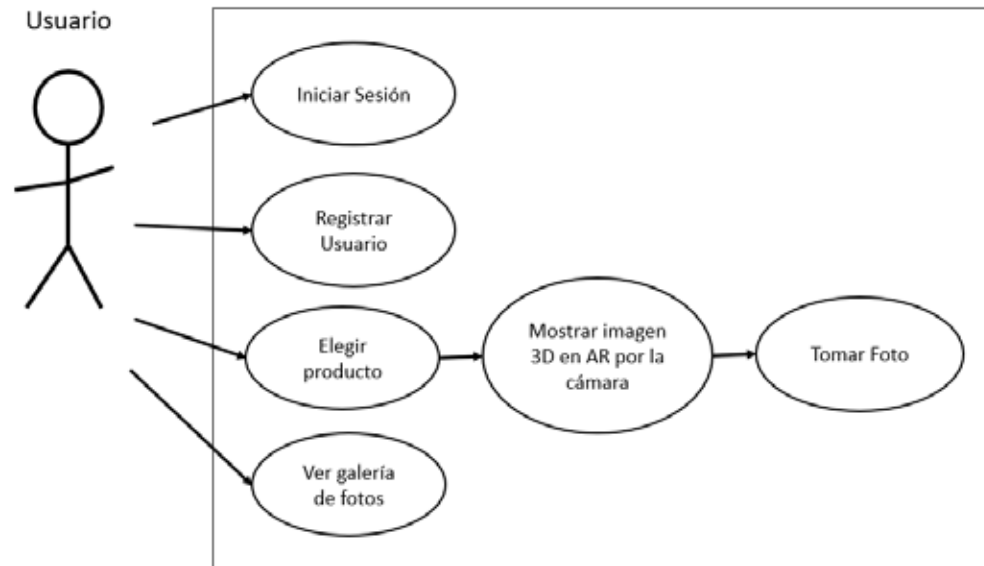 Usuario
Iniciar Sesión
Registrar
Usuario
Elegir
producto
Mostrar imagen
3D en AR por la
cámara
Tomar Foto
Ver galería
de fotos